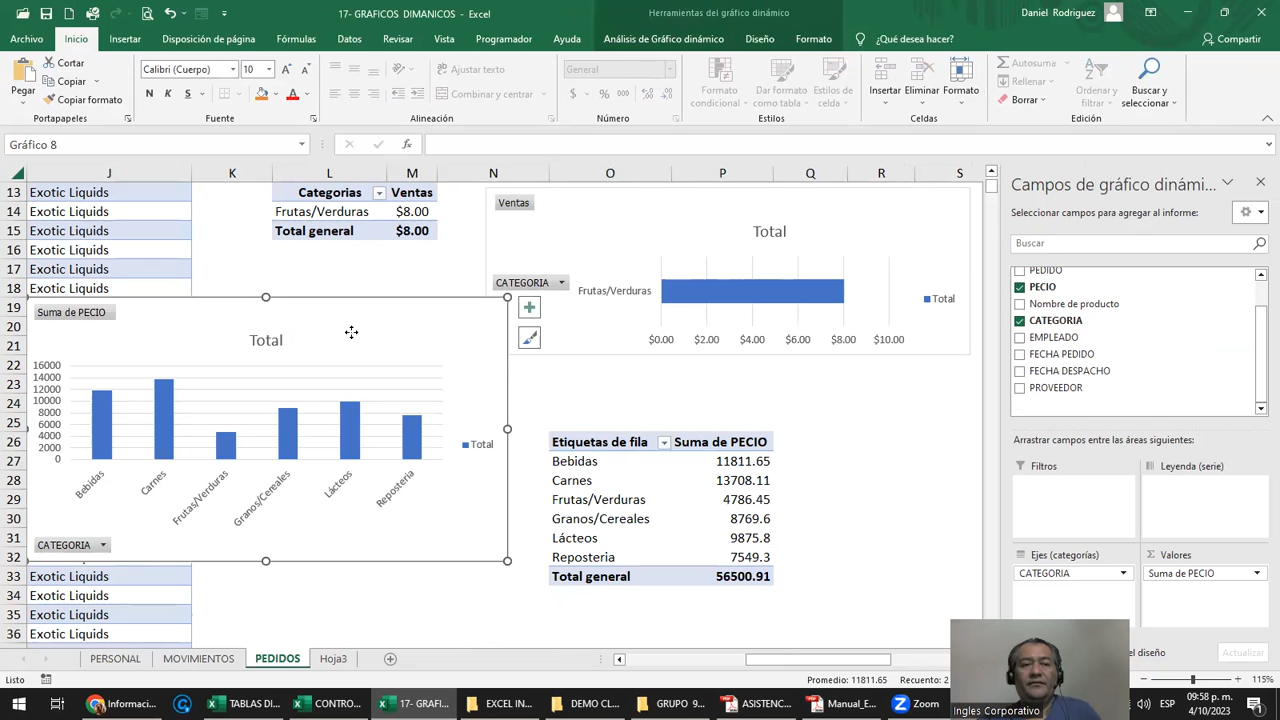 17- GRAFICOS DIMANICOS - Excel
Herramientas del gráfico dinámico
Daniel Rodriguez
Archivo Inicio Insertar Disposición de página Fórmulas Datos Revisar Vista Programador Ayuda Análisis de Gráfico dinámico Diseño Formato ¿Qué desea hacer? Compartir
Pegar
Cortar
Copiar
Copiar formato
Calibri (Cuerpo) 10
N K S
Ajustar texto
Combinar y centrar
General
$ % 000
Formato condicional
Dar formato como tabla
Estilos de celda
Insertar
Eliminar
Formato
Autosuma
Rellenar
Borrar
Ordenar y filtrar
Buscar y seleccionar
Portapapeles Fuente Alineación Número Estilos Celdas Edición
Gráfico 8
J K L M N O P Q R S
13 Exotic Liquids Categorias Ventas
14 Exotic Liquids Frutas/Verduras $8.00
15 Exotic Liquids Total general $8.00
16 Exotic Liquids
17 Exotic Liquids
18 Exotic Liquids
19
20
21
22
23
24
25
26
27
28
29
30
31
32
33 Exotic Liquids
34 Exotic Liquids
35 Exotic Liquids
36 Exotic Liquids
Ventas
Total
CATEGORIA
Frutas/Verduras
Total
$0.00 $2.00 $4.00 $6.00 $8.00 $10.00
Suma de PECIO
Total
16000
14000
12000
10000
8000
6000
4000
2000
0
Bebidas
Carnes
Frutas/Verduras
Granos/Cereales
Lácteos
Reposteria
Total
CATEGORIA
Etiquetas de fila Suma de PECIO
Bebidas 11811.65
Carnes 13708.11
Frutas/Verduras 4786.45
Granos/Cereales 8769.6
Lácteos 9875.8
Reposteria 7549.3
Total general 56500.91
Campos de gráfico dinámi...
Seleccionar campos para agregar al informe:
Buscar
PEDIDO
PECIO
Nombre de producto
CATEGORIA
EMPLEADO
FECHA PEDIDO
FECHA DESPACHO
PROVEEDOR
Arrastrar campos entre las áreas siguientes:
Filtros
Leyenda (serie)
Ejes (categorías)
Valores
CATEGORIA
Suma de PECIO
el diseño Actualizar
PERSONAL MOVIMIENTOS PEDIDOS Hoja3
Listo
Promedio: 11811.65 Recuento: 2
115%
Informaci TABLAS DI CONTRO... 17- GRAFI... EXCEL IN... DEMO CL... GRUPO 9... ASISTENC... Manual_E... Zoom
ESP
09:58 p. m.
4/10/2023
Ingles Corporativo